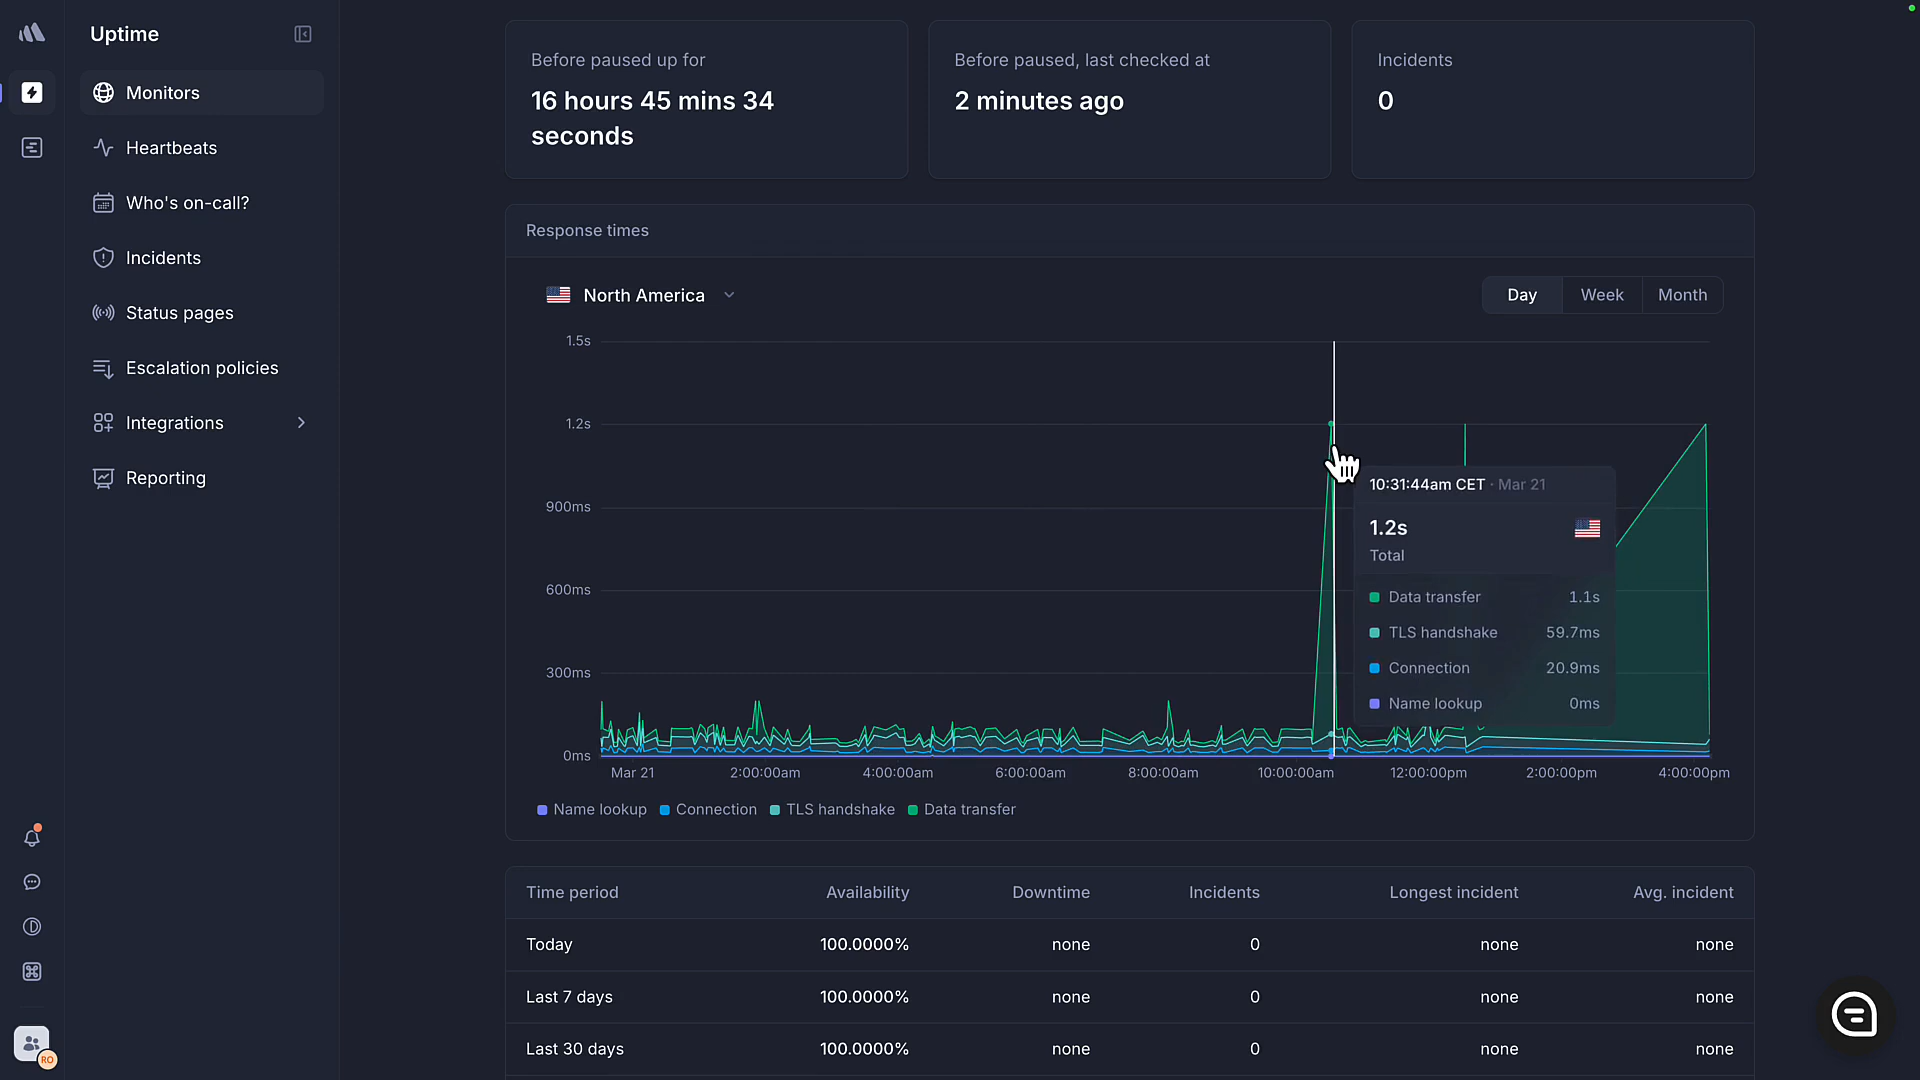 Uptime
Monitors
Heartbeats
Who's on-call?
Incidents
Status pages
Escalation policies
Integrations
Reporting
RO
Before paused up for
16 hours 45 mins 34
seconds
Before paused, last checked at
2 minutes ago
Incidents
0
Response times
North America
Day Week Month
1.5s
1.2s
900ms
600ms
300ms
0ms
10:31:44am CET · Mar 21
1.2s
Total
Data transfer 1.1s
TLS handshake 59.7ms
Connection 20.9ms
Name lookup 0ms
Mar 21 2:00:00am 4:00:00am 6:00:00am 8:00:00am 10:00:00am 12:00:00pm 2:00:00pm 4:00:00pm
Name lookup Connection TLS handshake Data transfer
Time period Availability Downtime Incidents Longest incident Avg. incident
Today 100.0000% none 0 none none
Last 7 days 100.0000% none 0 none none
Last 30 days 100.0000% none 0 none none